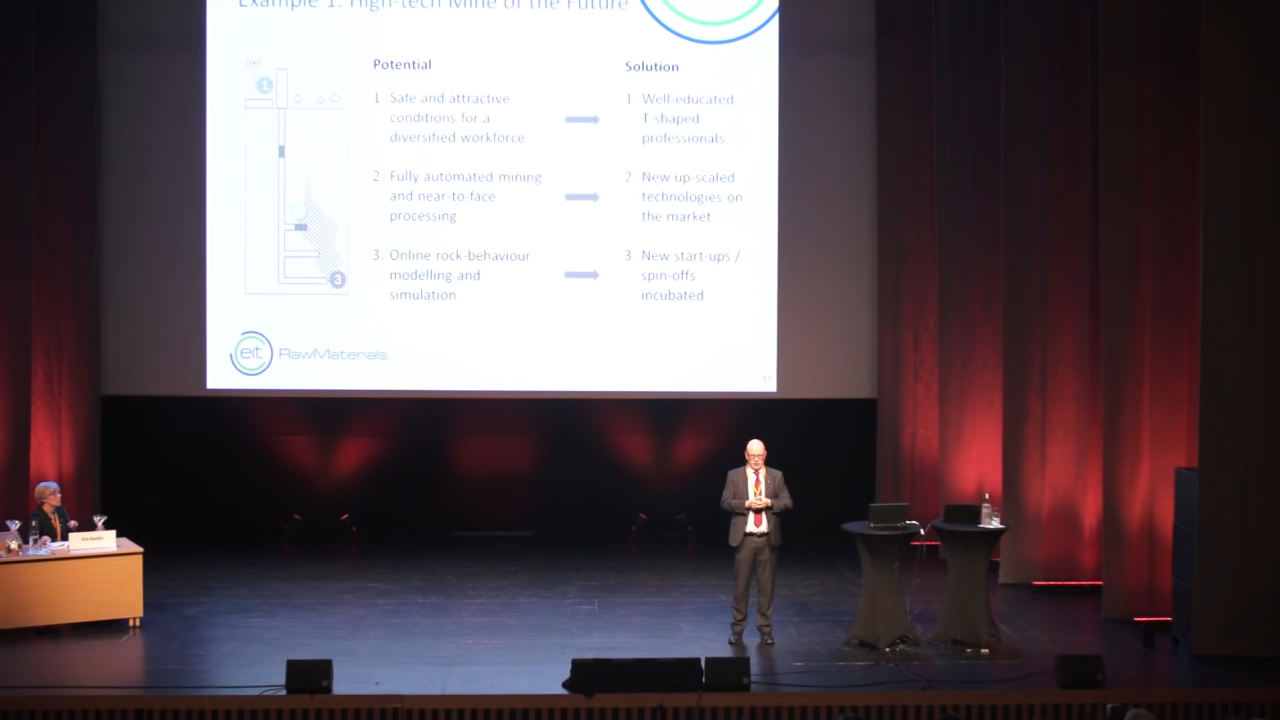 Example 1: High-tech Mine of the Future
Potential
Solution
1 Safe and attractive
conditions for a
diversified workforce
1. Well-educated
T-shaped
professionals
2 Fully automated mining
and near-to-face
processing
2 New up-scaled
technologies on
the market
3. Online rock-behaviour
modelling and
simulation
3. New start-ups /
spin-offs
incubated
1
3
eit RawMaterials